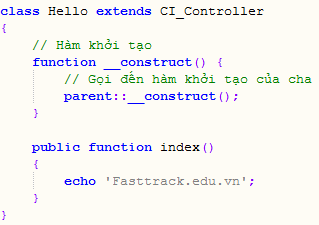 class Hello extends CI_Controller
{
    // Hàm khởi tạo
    function __construct() {
        // Gọi đến hàm khởi tạo của cha
        parent::__construct();
    }

    public function index()
    {
        echo 'Fasttrack.edu.vn';
    }
}